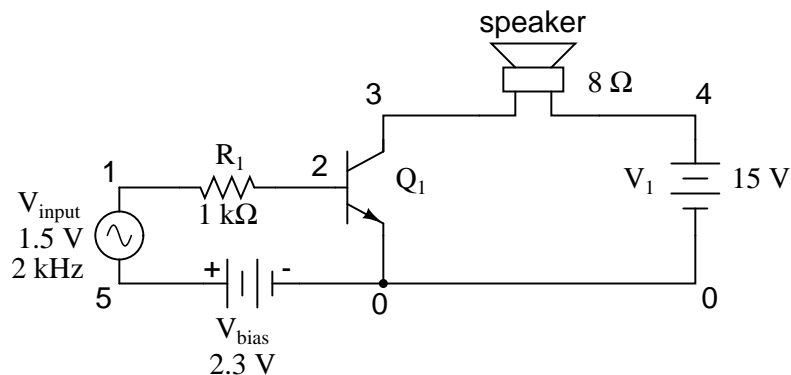 speaker
8 Ω
3
4
1
R1
2
Q1
V1
15 V
Vinput
1.5 V
2 kHz
1 kΩ
5
+
-
0
0
Vbias
2.3 V